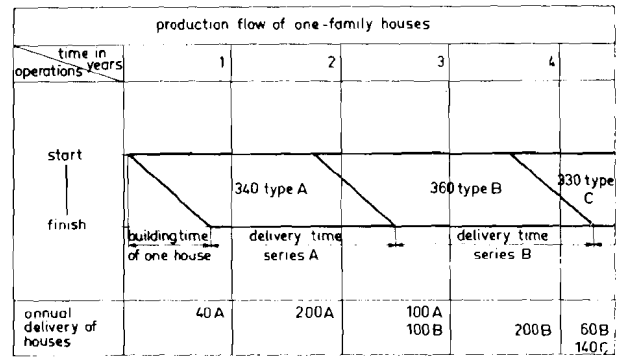 production flow of one-family houses
time in years
operations
1 2 3 4
start
340 type A 360 type B 330 type
C
finish
building time delivery time delivery time
of one house series A series B
annual 40 A 200 A 100 A
delivery of 100 B 200 B 60 B
houses 140 C